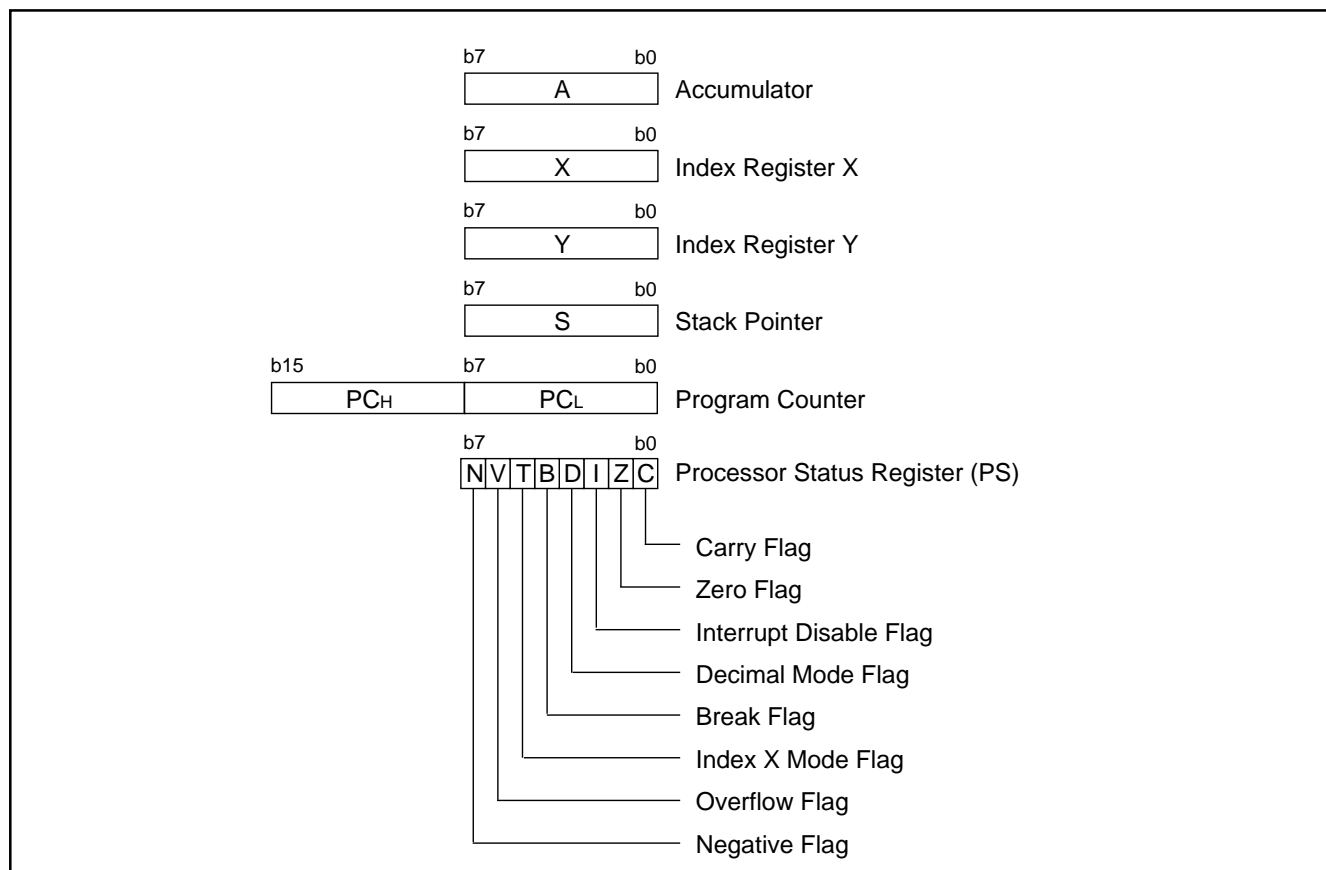 b7 b0
A Accumulator
b7 b0
X Index Register X
b7 b0
Y Index Register Y
b7 b0
S Stack Pointer
b15 b7 b0
PCH PCL Program Counter
b7 b0
N V T B D I Z C Processor Status Register (PS)
Carry Flag
Zero Flag
Interrupt Disable Flag
Decimal Mode Flag
Break Flag
Index X Mode Flag
Overflow Flag
Negative Flag